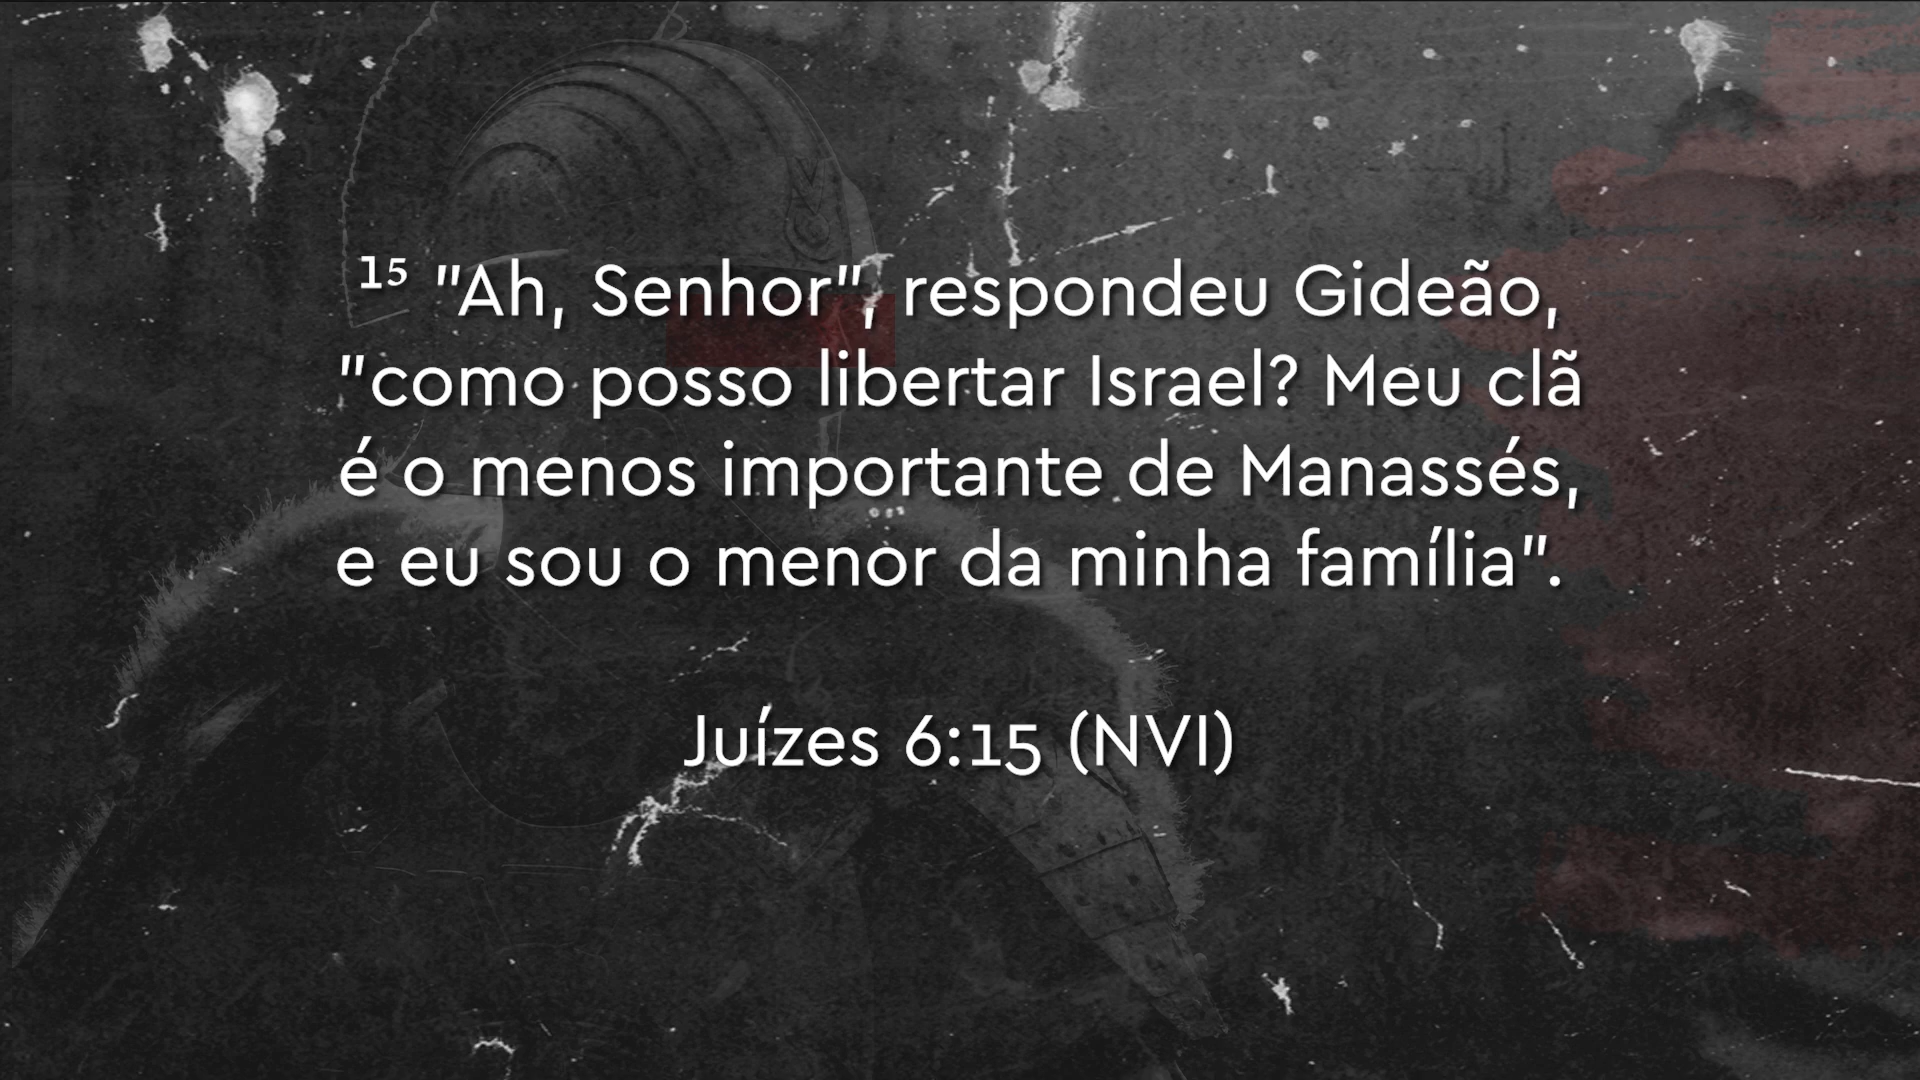 ¹⁵ "Ah, Senhor", respondeu Gideão,
"como posso libertar Israel? Meu clã
é o menos importante de Manassés,
e eu sou o menor da minha família".
Juízes 6:15 (NVI)